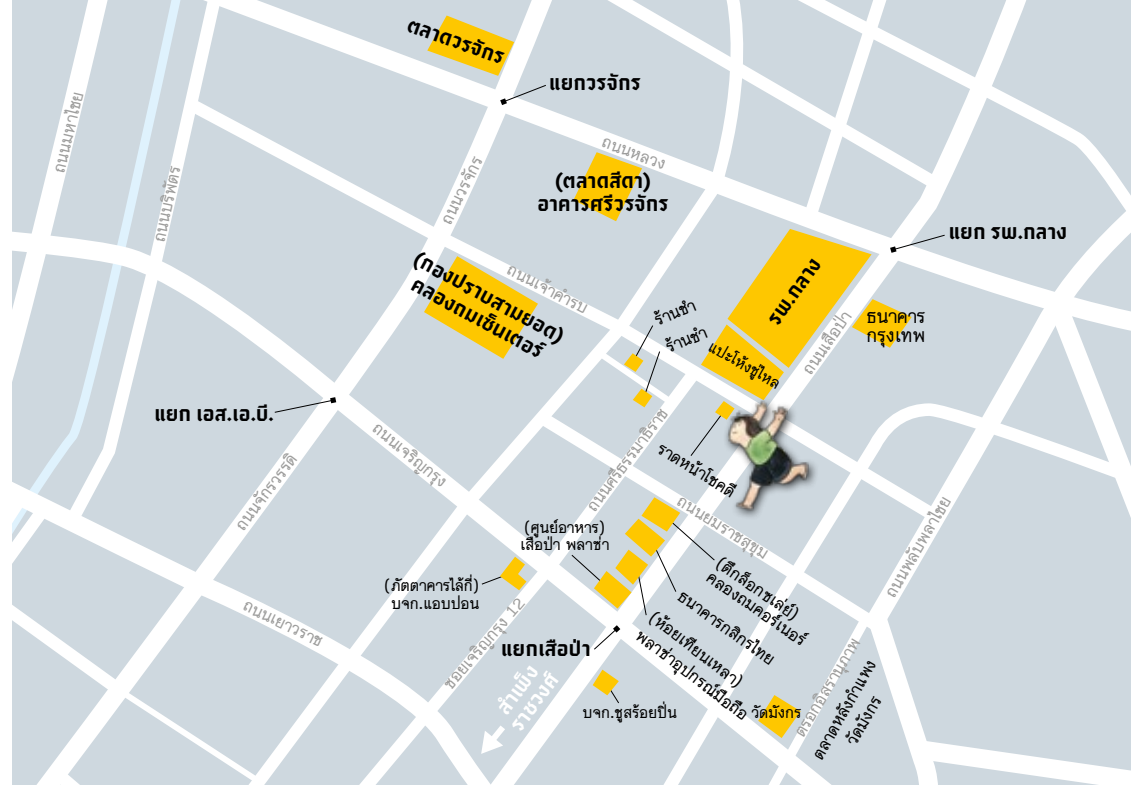 ตลาดวรจักร
แยกวรจักร
ถนนมหาไชย
ถนนบริพัตร
ถนนวรจักร
ถนนหลวง
(ตลาดสีดา)
อาคารศรีวรจักร
แยก รพ.กลาง
รพ.กลาง
(กองปราบสามยอด)
คลองถมเซ็นเตอร์
ถนนเจ้าคำรบ
ร้านชำ
ร้านชำ
แปะโห้งชู้ไหล
ถนนเสือป่า
ธนาคาร
กรุงเทพ
แยก เอส.เอ.บี.
ถนนเจริญกรุง
ถนนจักรวรรดิ
ถนนศรีธรรมาธิราช
ราดหน้าโชคดี
ถนนยมราชสุขุม
ถนนพลับพลาไชย
(ศูนย์อาหาร)
เสือป่า พลาซ่า
(ภัตตาคารไล้กี่)
บจก.แอบปอน
(ตึกล็อกซเล่ย์)
คลองถมคอร์เนอร์
ธนาคารกสิกรไทย
(ห้อยเทียนเหลา)
พลาซ่าอุปกรณ์มือถือ
ถนนเยาวราช
ซอยเจริญกรุง 12
แยกเสือป่า
สำเพ็ง
ราชวงศ์
บจก.ชูสร้อยปิ่น
วัดมังกร
ตรอกอิสรานุภาพ
ตลาดหลังกำแพง
วัดมังกร